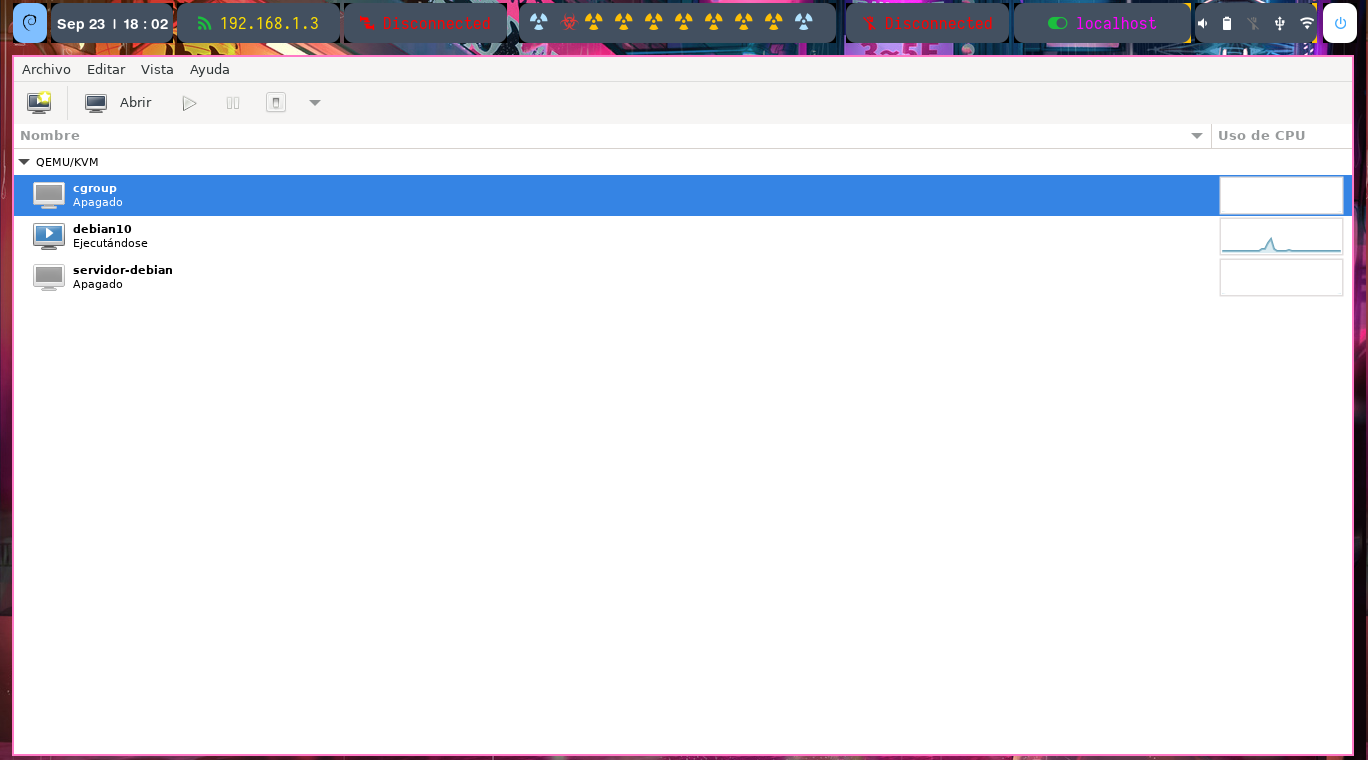 Sep 23 | 18 : 02 192.168.1.3 Disconnected Disconnected localhost
Archivo Editar Vista Ayuda
Abrir
Nombre Uso de CPU
QEMU/KVM
cgroup
Apagado
debian10
Ejecutándose
servidor-debian
Apagado